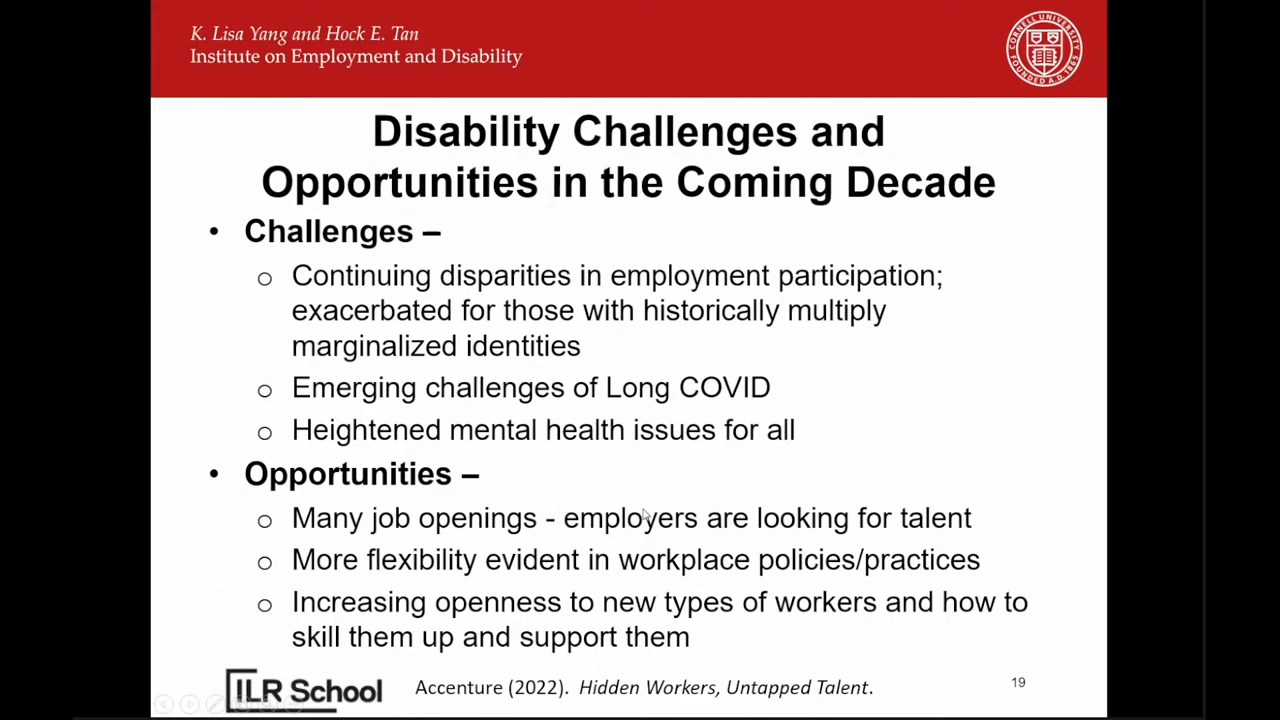 K. Lisa Yang and Hock E. Tan
Institute on Employment and Disability
CORNELL UNIVERSITY
FOUNDED A.D. 1865
Disability Challenges and
Opportunities in the Coming Decade
• Challenges –
o Continuing disparities in employment participation;
exacerbated for those with historically multiply
marginalized identities
o Emerging challenges of Long COVID
o Heightened mental health issues for all
• Opportunities –
o Many job openings - employers are looking for talent
o More flexibility evident in workplace policies/practices
o Increasing openness to new types of workers and how to
skill them up and support them
ILR School
Accenture (2022). Hidden Workers, Untapped Talent.
19